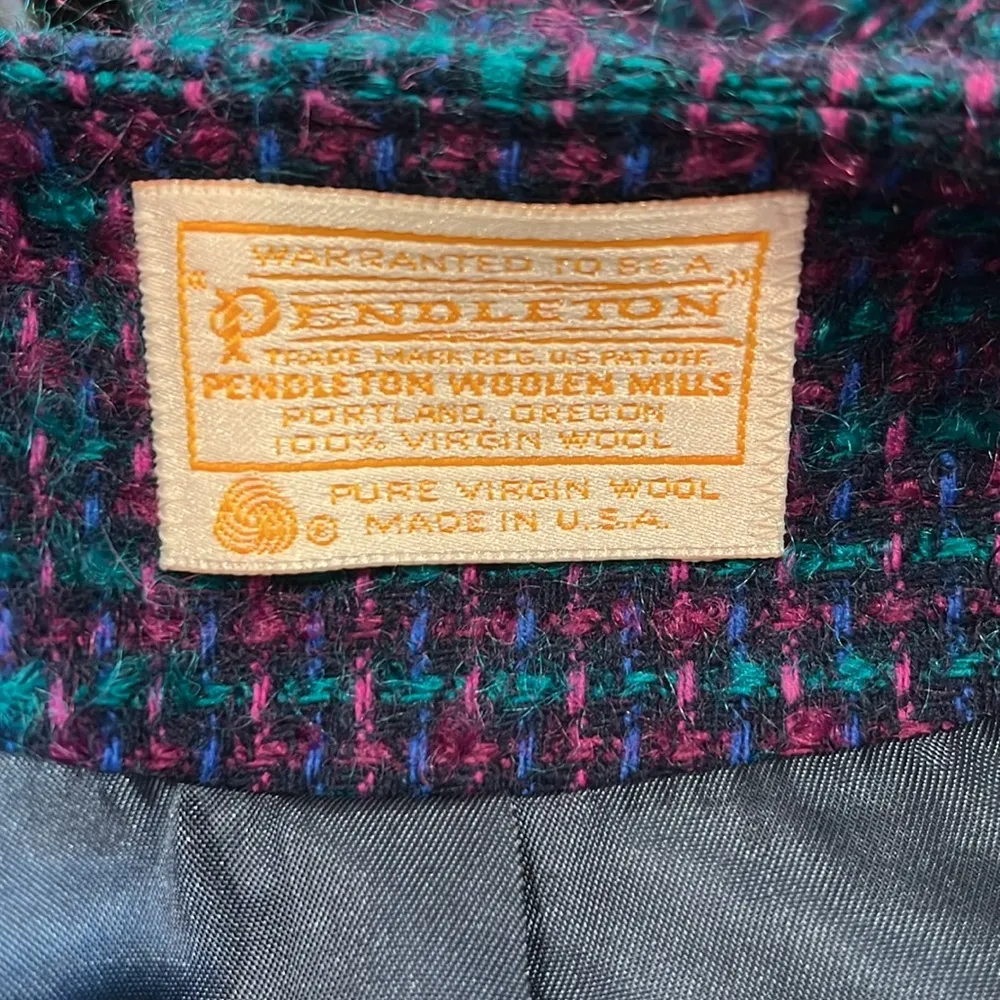 WARRANTED TO BE A
"PENDLETON"
TRADE MARK REG. U.S. PAT. OFF.
PENDLETON WOOLEN MILLS
PORTLAND, OREGON
100% VIRGIN WOOL
PURE VIRGIN WOOL
® MADE IN U.S.A.